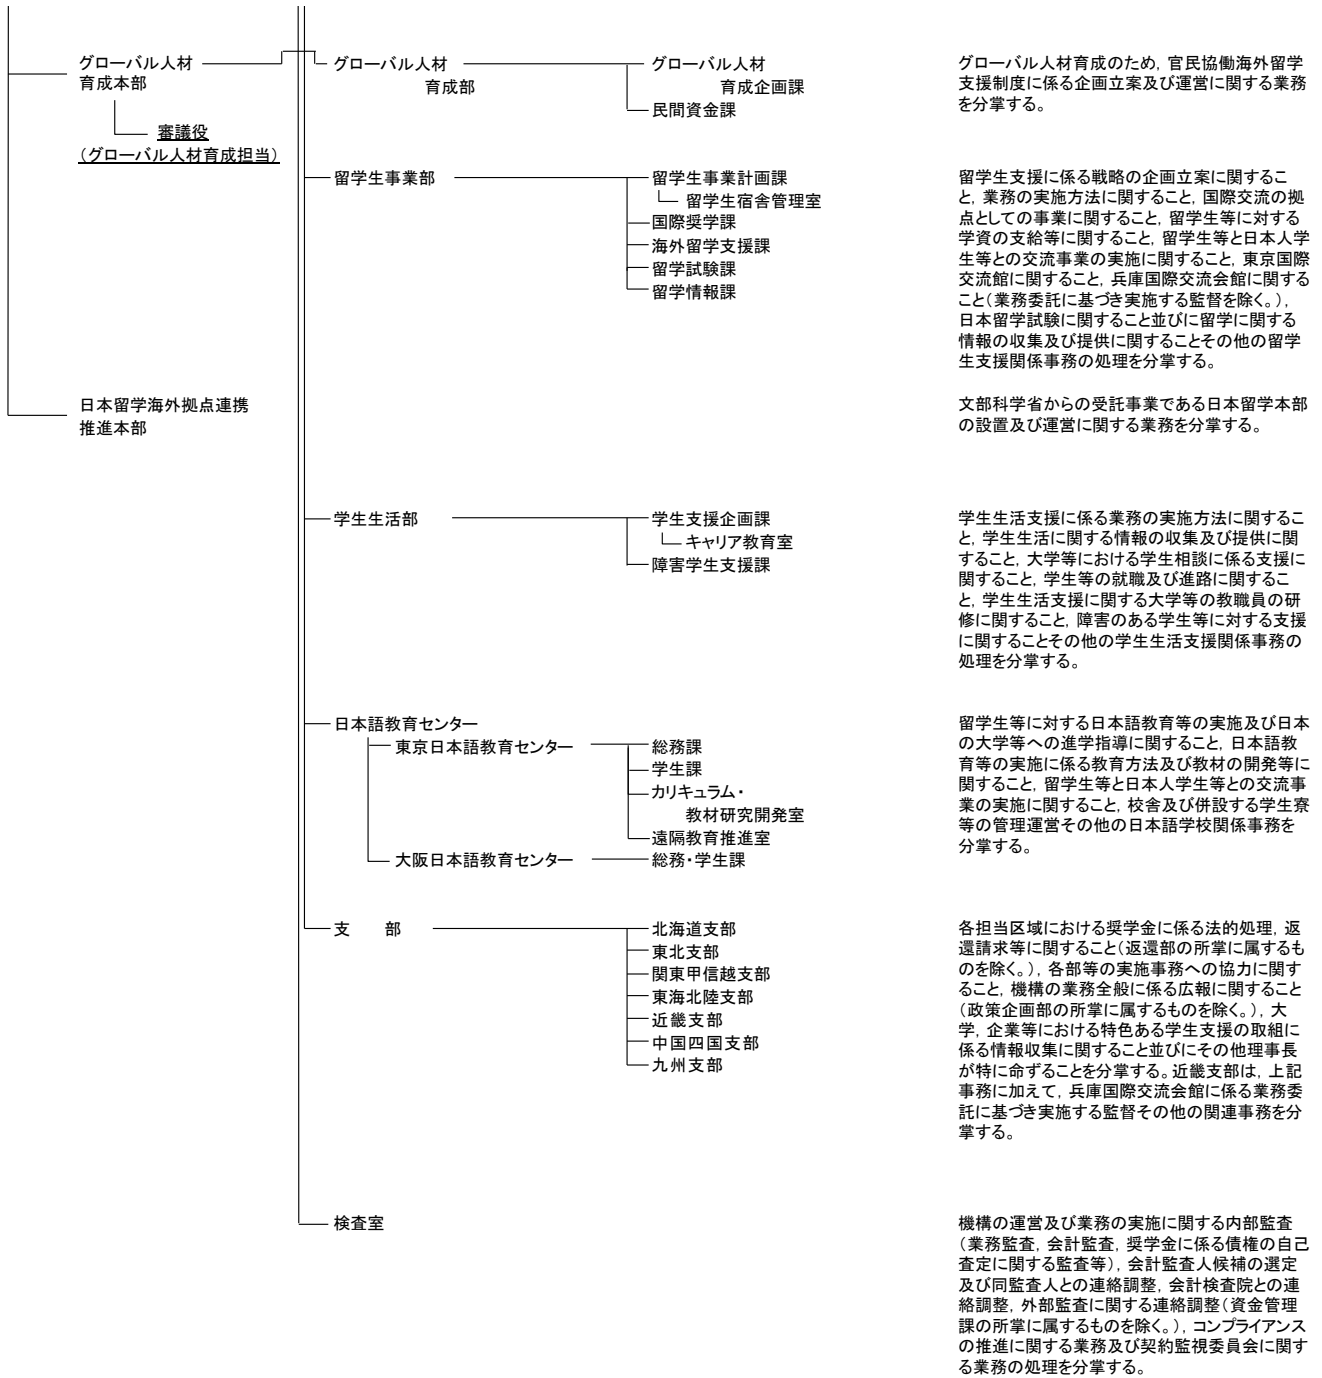 グローバル人材
育成本部
審議役
(グローバル人材育成担当)
グローバル人材
育成部
グローバル人材
育成企画課
民間資金課
グローバル人材育成のため, 官民協働海外留学
支援制度に係る企画立案及び運営に関する業務
を分掌する。
留学生事業部
留学生事業計画課
留学生宿舎管理室
国際奨学課
海外留学支援課
留学試験課
留学情報課
留学生支援に係る戦略の企画立案に関するこ
と, 業務の実施方法に関すること, 国際交流の拠
点としての事業に関すること, 留学生等に対する
学資の支給等に関すること, 留学生等と日本人学
生等との交流事業の実施に関すること, 東京国際
交流館に関すること, 兵庫国際交流会館に関する
こと(業務委託に基づき実施する監督を除く。),
日本留学試験に関すること並びに留学に関する
情報の収集及び提供に関することその他の留学
生支援関係事務の処理を分掌する。
日本留学海外拠点連携
推進本部
文部科学省からの受託事業である日本留学本部
の設置及び運営に関する業務を分掌する。
学生生活部
学生支援企画課
キャリア教育室
障害学生支援課
学生生活支援に係る業務の実施方法に関するこ
と, 学生生活に関する情報の収集及び提供に関
すること, 大学等における学生相談に係る支援に
関すること, 学生等の就職及び進路に関するこ
と, 学生生活支援に関する大学等の教職員の研
修に関すること, 障害のある学生等に対する支援
に関することその他の学生生活支援関係事務の
処理を分掌する。
日本語教育センター
東京日本語教育センター
総務課
学生課
カリキュラム・
教材研究開発室
遠隔教育推進室
大阪日本語教育センター
総務・学生課
留学生等に対する日本語教育等の実施及び日本
の大学等への進学指導に関すること, 日本語教
育等の実施に係る教育方法及び教材の開発等に
関すること, 留学生等と日本人学生等との交流事
業の実施に関すること, 校舎及び併設する学生寮
等の管理運営その他の日本語学校関係事務を
分掌する。
支 部
北海道支部
東北支部
関東甲信越支部
東海北陸支部
近畿支部
中国四国支部
九州支部
各担当区域における奨学金に係る法的処理, 返
還請求等に関すること(返還部の所掌に属するも
のを除く。), 各部等の実施事務への協力に関す
ること, 機構の業務全般に係る広報に関すること
(政策企画部の所掌に属するものを除く。), 大
学, 企業等における特色ある学生支援の取組に
係る情報収集に関すること並びにその他理事長
が特に命ずることを分掌する。近畿支部は, 上記
事務に加えて, 兵庫国際交流会館に係る業務委
託に基づき実施する監督その他の関連事務を分
掌する。
検査室
機構の運営及び業務の実施に関する内部監査
(業務監査, 会計監査, 奨学金に係る債権の自己
査定に関する監査等), 会計監査人候補の選定
及び同監査人との連絡調整, 会計検査院との連
絡調整, 外部監査に関する連絡調整(資金管理
課の所掌に属するものを除く。), コンプライアンス
の推進に関する業務及び契約監視委員会に関す
る業務の処理を分掌する。